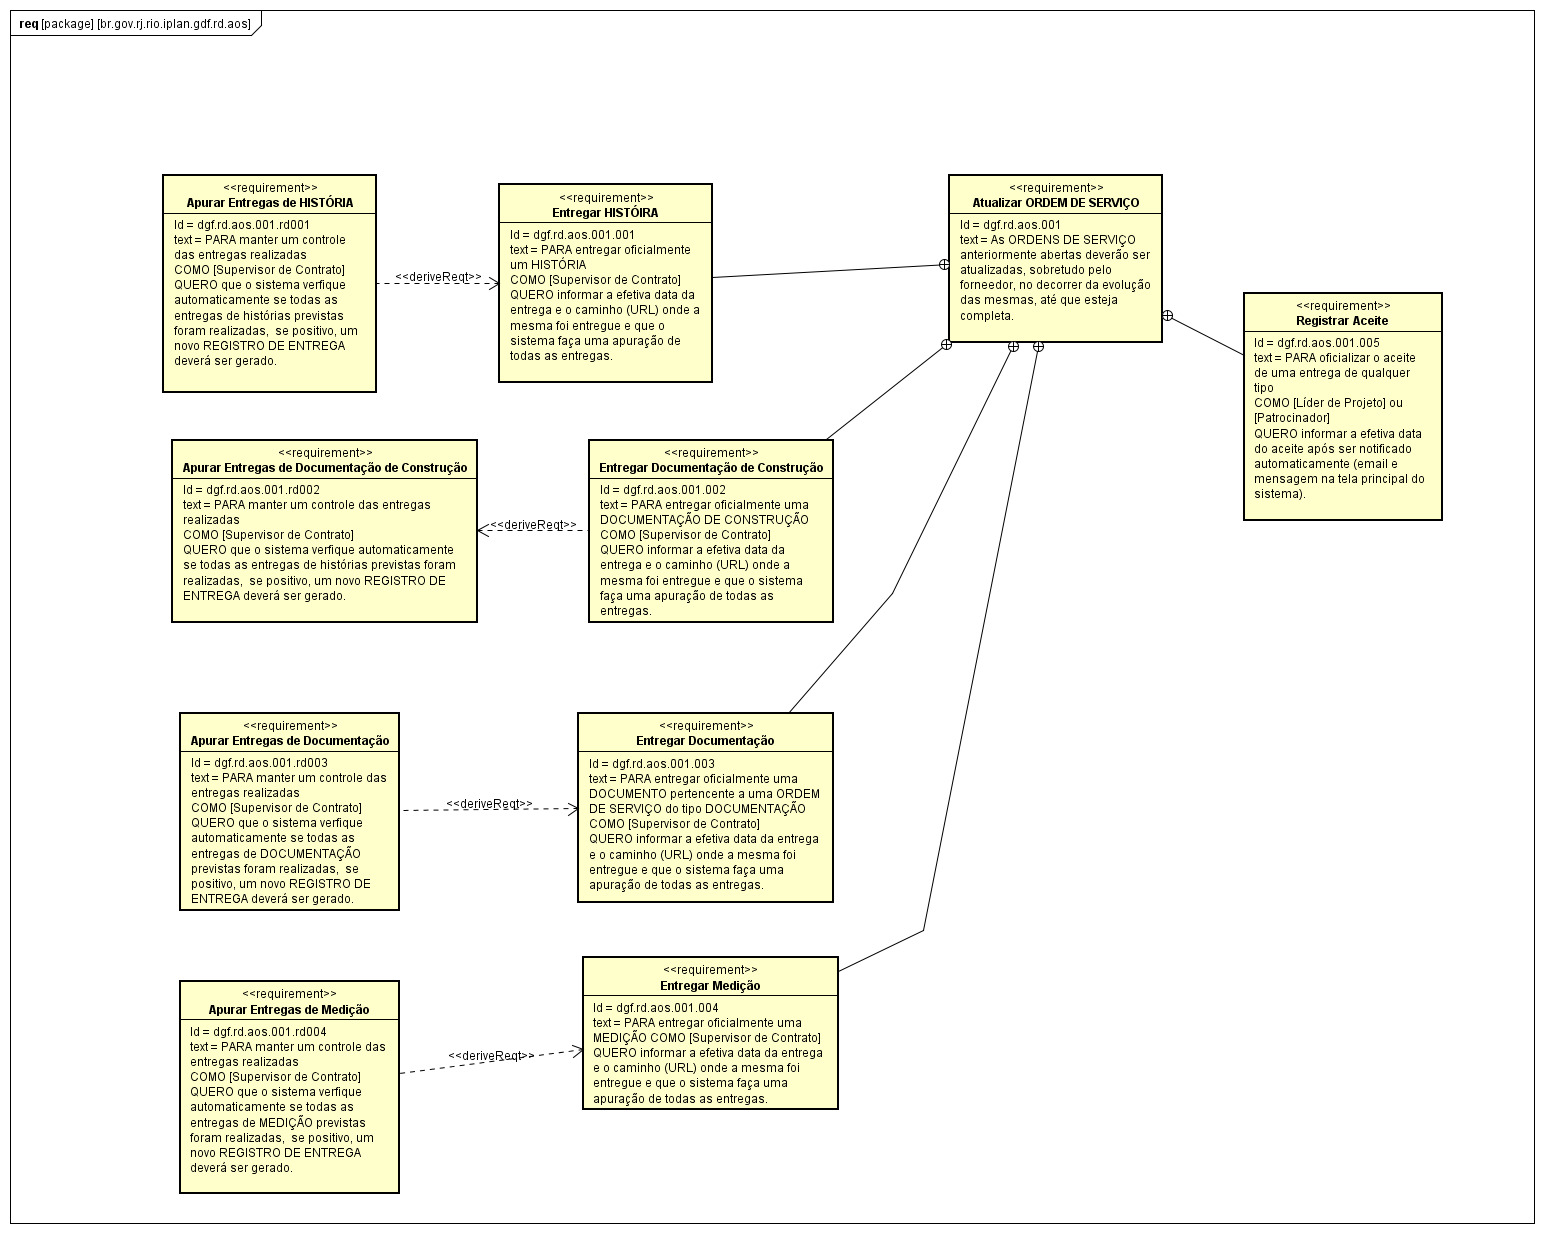 req [package] [br.gov.rj.rio.iplan.gdf.rd.aos]
<<requirement>>
Apurar Entregas de HISTÓRIA
Id = dgf.rd.aos.001.rd001
text = PARA manter um controle
das entregas realizadas
COMO [Supervisor de Contrato]
QUERO que o sistema verfique
automaticamente se todas as
entregas de histórias previstas
foram realizadas,  se positivo, um
novo REGISTRO DE ENTREGA
deverá ser gerado.
<<deriveReqt>>
<<requirement>>
Entregar HISTÓIRA
Id = dgf.rd.aos.001.001
text = PARA entregar oficialmente
um HISTÓRIA
COMO [Supervisor de Contrato]
QUERO informar a efetiva data da
entrega e o caminho (URL) onde a
mesma foi entregue e que o
sistema faça uma apuração de
todas as entregas.
<<requirement>>
Atualizar ORDEM DE SERVIÇO
Id = dgf.rd.aos.001
text = As ORDENS DE SERVIÇO
anteriormente abertas deverão ser
atualizadas, sobretudo pelo
forneedor, no decorrer da evolução
das mesmas, até que esteja
completa.
<<requirement>>
Registrar Aceite
Id = dgf.rd.aos.001.005
text = PARA oficializar o aceite
de uma entrega de qualquer
tipo
COMO [Líder de Projeto] ou
[Patrocinador]
QUERO informar a efetiva data
do aceite após ser notificado
automaticamente (email e
mensagem na tela principal do
sistema).
<<requirement>>
Apurar Entregas de Documentação de Construção
Id = dgf.rd.aos.001.rd002
text = PARA manter um controle das entregas
realizadas
COMO [Supervisor de Contrato]
QUERO que o sistema verfique automaticamente
se todas as entregas de histórias previstas foram
realizadas,  se positivo, um novo REGISTRO DE
ENTREGA deverá ser gerado.
<<deriveReqt>>
<<requirement>>
Entregar Documentação de Construção
Id = dgf.rd.aos.001.002
text = PARA entregar oficialmente uma
DOCUMENTAÇÃO DE CONSTRUÇÃO
COMO [Supervisor de Contrato]
QUERO informar a efetiva data da
entrega e o caminho (URL) onde a
mesma foi entregue e que o sistema
faça uma apuração de todas as
entregas.
<<requirement>>
Apurar Entregas de Documentação
Id = dgf.rd.aos.001.rd003
text = PARA manter um controle das
entregas realizadas
COMO [Supervisor de Contrato]
QUERO que o sistema verfique
automaticamente se todas as
entregas de DOCUMENTAÇÃO
previstas foram realizadas,  se
positivo, um novo REGISTRO DE
ENTREGA deverá ser gerado.
<<deriveReqt>>
<<requirement>>
Entregar Documentação
Id = dgf.rd.aos.001.003
text = PARA entregar oficialmente uma
DOCUMENTO pertencente a uma ORDEM
DE SERVIÇO do tipo DOCUMENTAÇÃO
COMO [Supervisor de Contrato]
QUERO informar a efetiva data da entrega
e o caminho (URL) onde a mesma foi
entregue e que o sistema faça uma
apuração de todas as entregas.
<<requirement>>
Apurar Entregas de Medição
Id = dgf.rd.aos.001.rd004
text = PARA manter um controle das
entregas realizadas
COMO [Supervisor de Contrato]
QUERO que o sistema verfique
automaticamente se todas as
entregas de MEDIÇÃO previstas
foram realizadas,  se positivo, um
novo REGISTRO DE ENTREGA
deverá ser gerado.
<<deriveReqt>>
<<requirement>>
Entregar Medição
Id = dgf.rd.aos.001.004
text = PARA entregar oficialmente uma
MEDIÇÃO COMO [Supervisor de Contrato]
QUERO informar a efetiva data da entrega
e o caminho (URL) onde a mesma foi
entregue e que o sistema faça uma
apuração de todas as entregas.